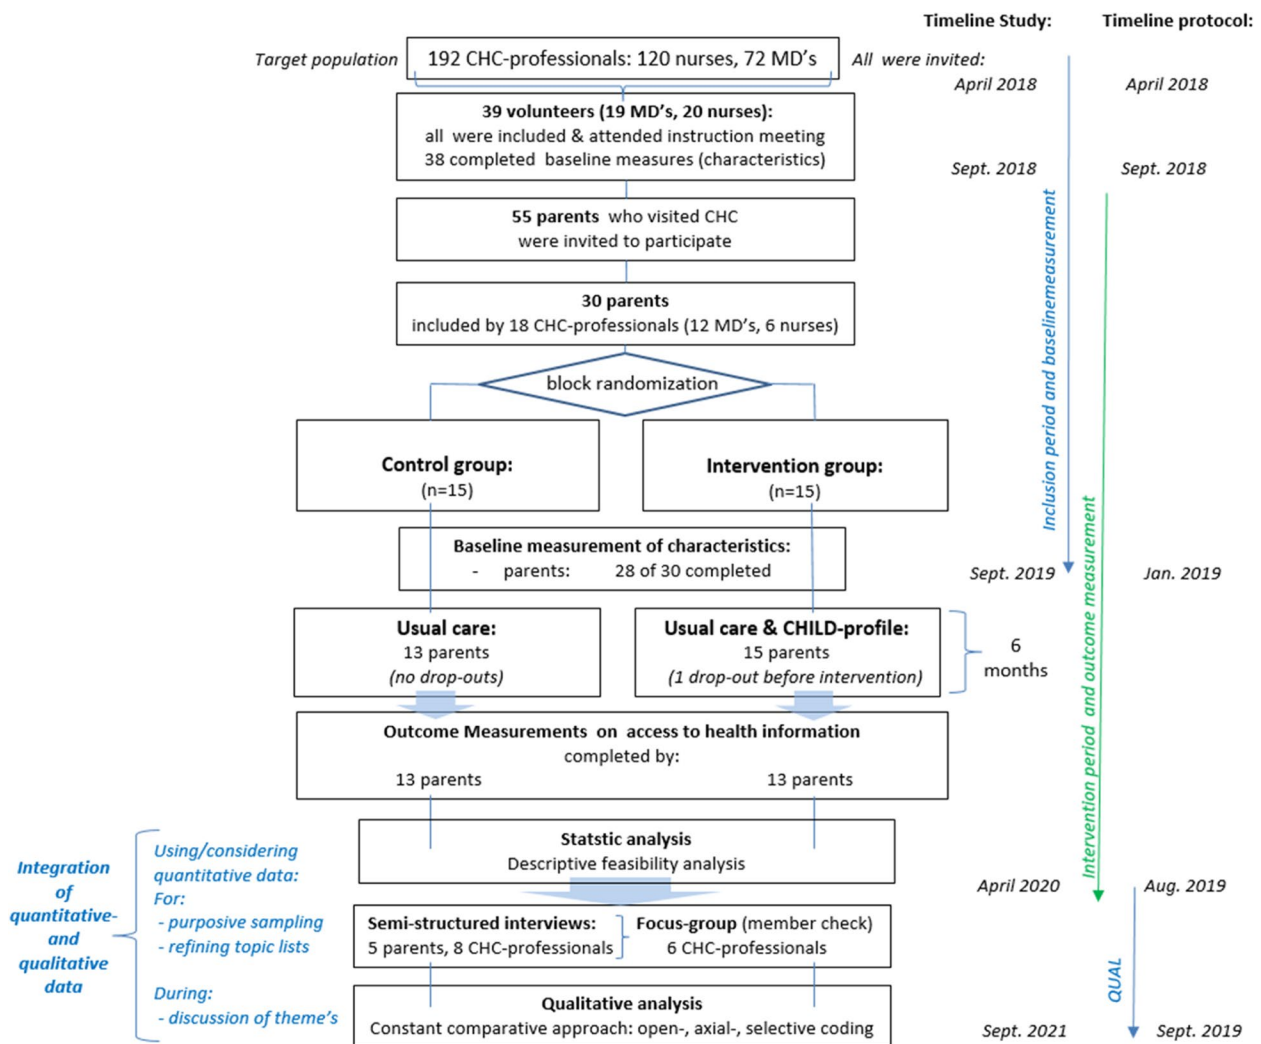 Timeline Study:
Timeline protocol:
Target population
192 CHC-professionals: 120 nurses, 72 MD’s
All were invited:
April 2018
April 2018
39 volunteers (19 MD’s, 20 nurses):
all were included & attended instruction meeting
38 completed baseline measures (characteristics)
Sept. 2018
Sept. 2018
55 parents who visited CHC
were invited to participate
30 parents
included by 18 CHC-professionals (12 MD’s, 6 nurses)
block randomization
Inclusion period and baselinemeasurement
Control group:
(n=15)
Intervention group:
(n=15)
Baseline measurement of characteristics:
- parents: 28 of 30 completed
Sept. 2019
Jan. 2019
Intervention period and outcome measurement
Usual care:
13 parents
(no drop-outs)
Usual care & CHILD-profile:
15 parents
(1 drop-out before intervention)
6
months
Outcome Measurements on access to health information
completed by:
13 parents
13 parents
Statstic analysis
Descriptive feasibility analysis
April 2020
Aug. 2019
Integration
of
quantitative-
and
qualitative
data
Using/considering
quantitative data:
For:
- purposive sampling
- refining topic lists
During:
- discussion of theme’s
Semi-structured interviews:
5 parents, 8 CHC-professionals
Focus-group (member check)
6 CHC-professionals
QUAL
Qualitative analysis
Constant comparative approach: open-, axial-, selective coding
Sept. 2021
Sept. 2019